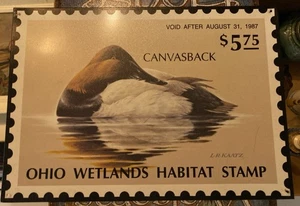 VOID AFTER AUGUST 31, 1987
$5.75
CANVASBACK
OHIO WETLANDS HABITAT STAMP